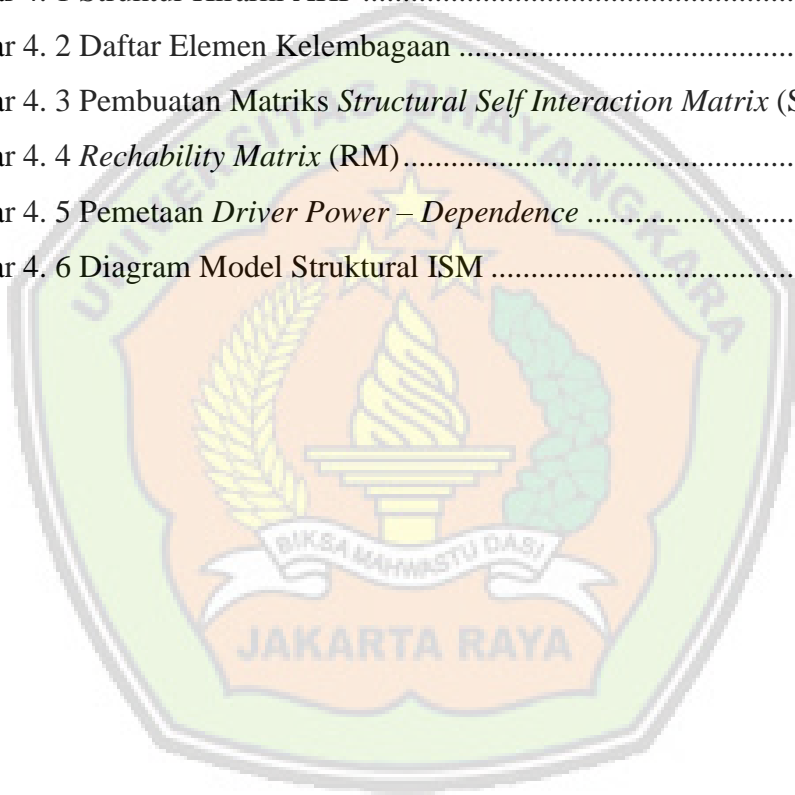 ar 4. 2 Daftar Elemen Kelembagaan ........................................
ar 4. 3 Pembuatan Matriks Structural Self Interaction Matrix (S
ar 4. 4 Rechability Matrix (RM)..............................................
ar 4. 5 Pemetaan Driver Power – Dependence .........................
ar 4. 6 Diagram Model Struktural ISM ....................................
UNIVERSITAS BHAYANGKARA
BIKSA MAHWASTU DASI
JAKARTA RAYA